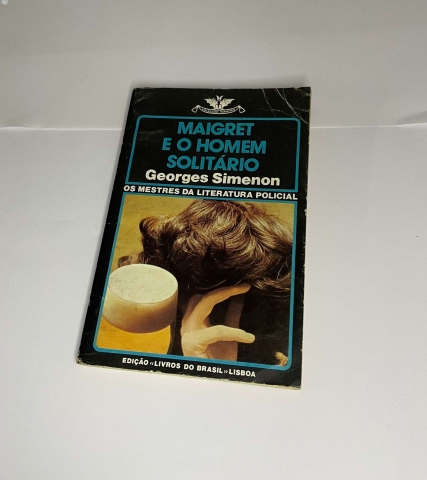 MAIGRET
E O HOMEM
SOLITÁRIO
Georges Simenon
OS MESTRES DA LITERATURA POLICIAL
EDIÇÃO «LIVROS DO BRASIL» LISBOA